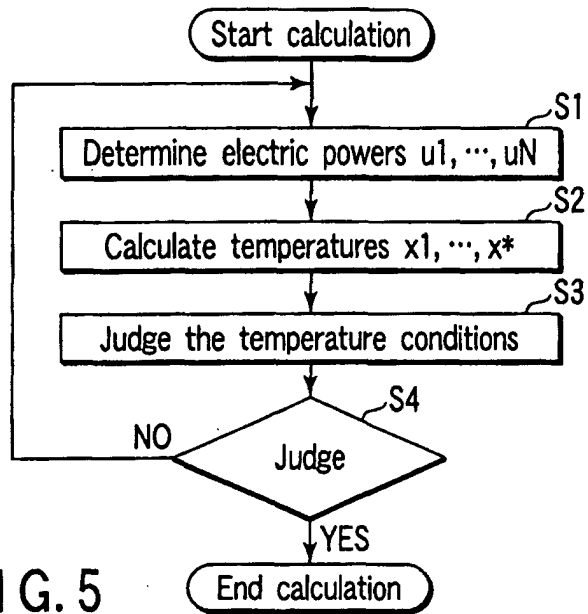 Start calculation
S1
Determine electric powers u1, ···, uN
S2
Calculate temperatures x1, ···, x*
S3
Judge the temperature conditions
S4
NO
Judge
YES
IG. 5
End calculation